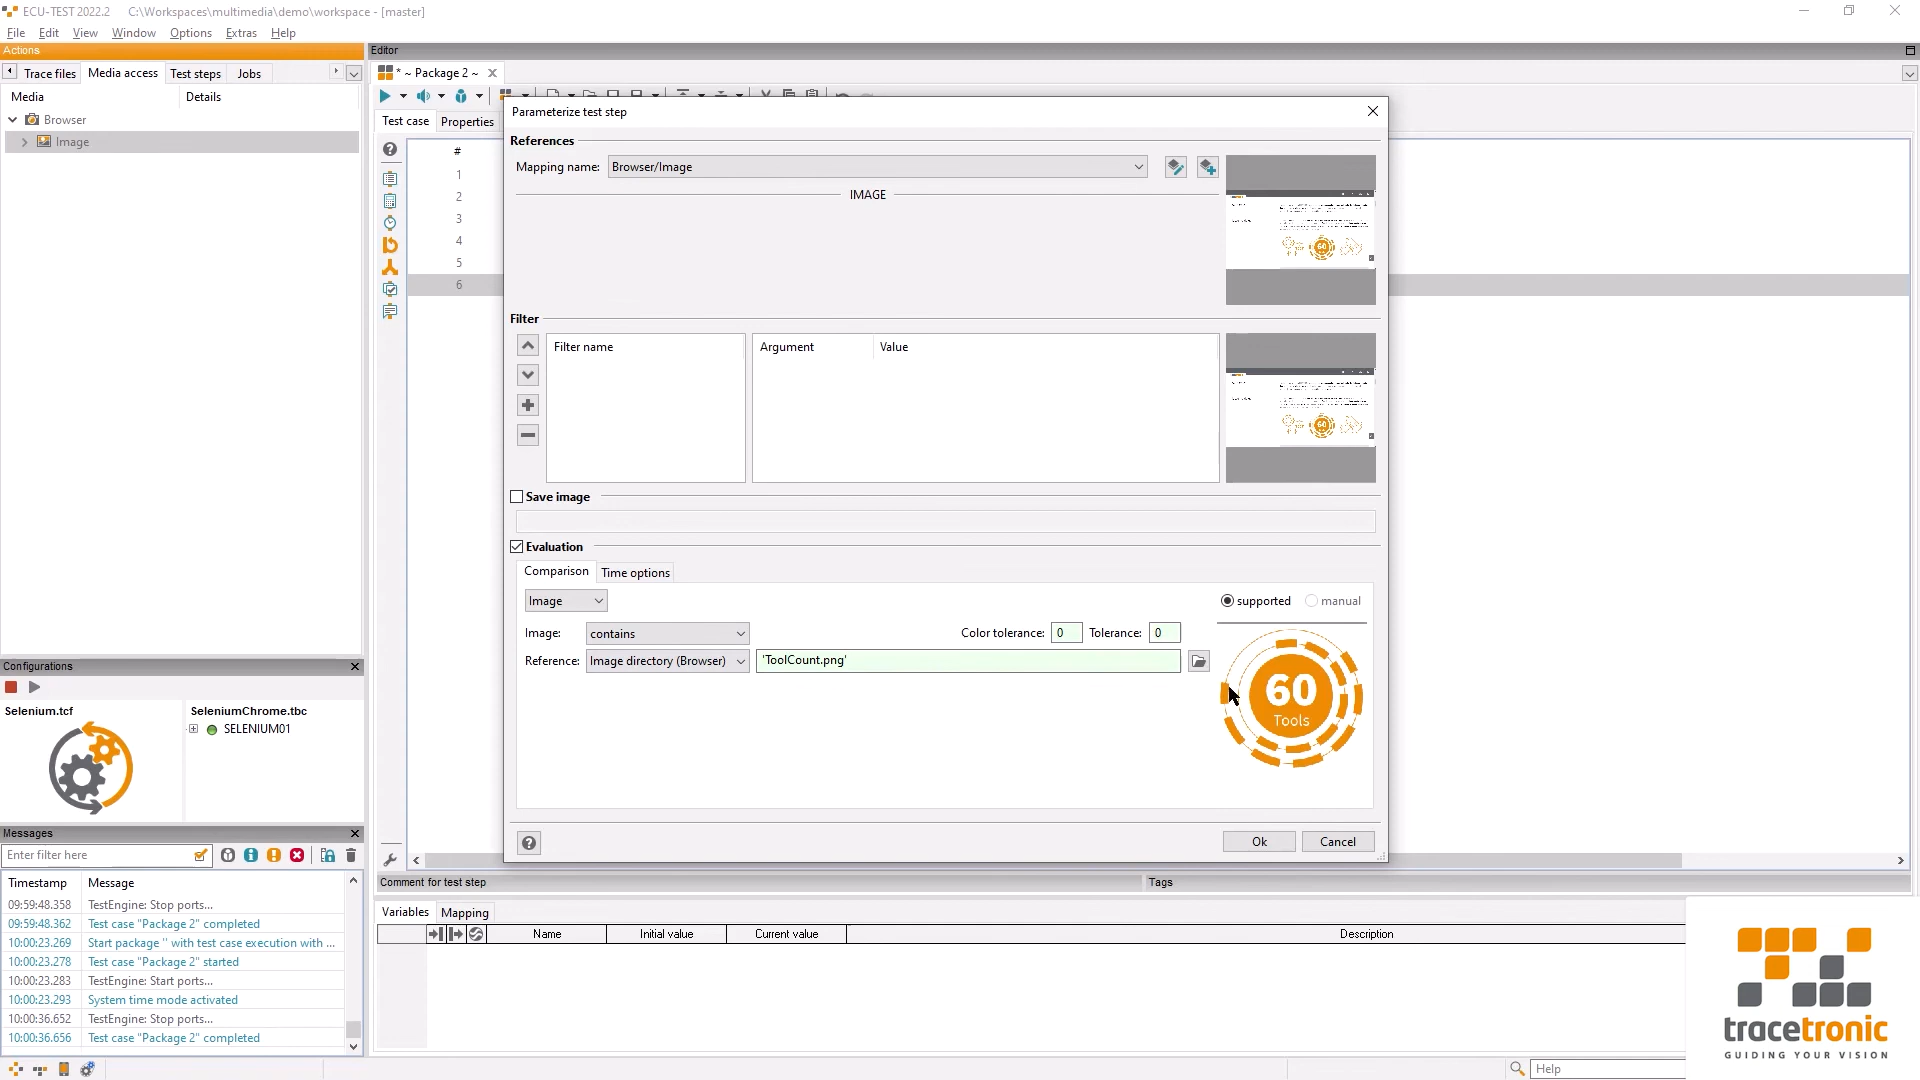 ECU-TEST 2022.2 C:\Workspaces\multimedia\demo\workspace - [master]
File Edit View Window Options Extras Help
Actions
Editor
Trace files Media access Test steps Jobs
* ~ Package 2 ~
Media Details
Browser
Image
Test case Properties
#
1
2
3
4
5
6
Parameterize test step
References
Mapping name: Browser/Image
IMAGE
Filter
Filter name
Argument Value
Save image
Evaluation
Comparison Time options
Image
supported manual
Image: contains Color tolerance: 0 Tolerance: 0
Reference: Image directory (Browser) 'ToolCount.png'
60
Tools
Ok Cancel
Configurations
Selenium.tcf
SeleniumChrome.tbc
SELENIUM01
Messages
Enter filter here
Timestamp Message
09:59:48.358 TestEngine: Stop ports...
09:59:48.362 Test case "Package 2" completed
10:00:23.269 Start package '' with test case execution with ...
10:00:23.278 Test case "Package 2" started
10:00:23.283 TestEngine: Start ports...
10:00:23.293 System time mode activated
10:00:36.652 TestEngine: Stop ports...
10:00:36.656 Test case "Package 2" completed
Comment for test step
Tags
Variables Mapping
Name Initial value Current value Description
Help
tracetronic
GUIDING YOUR VISION